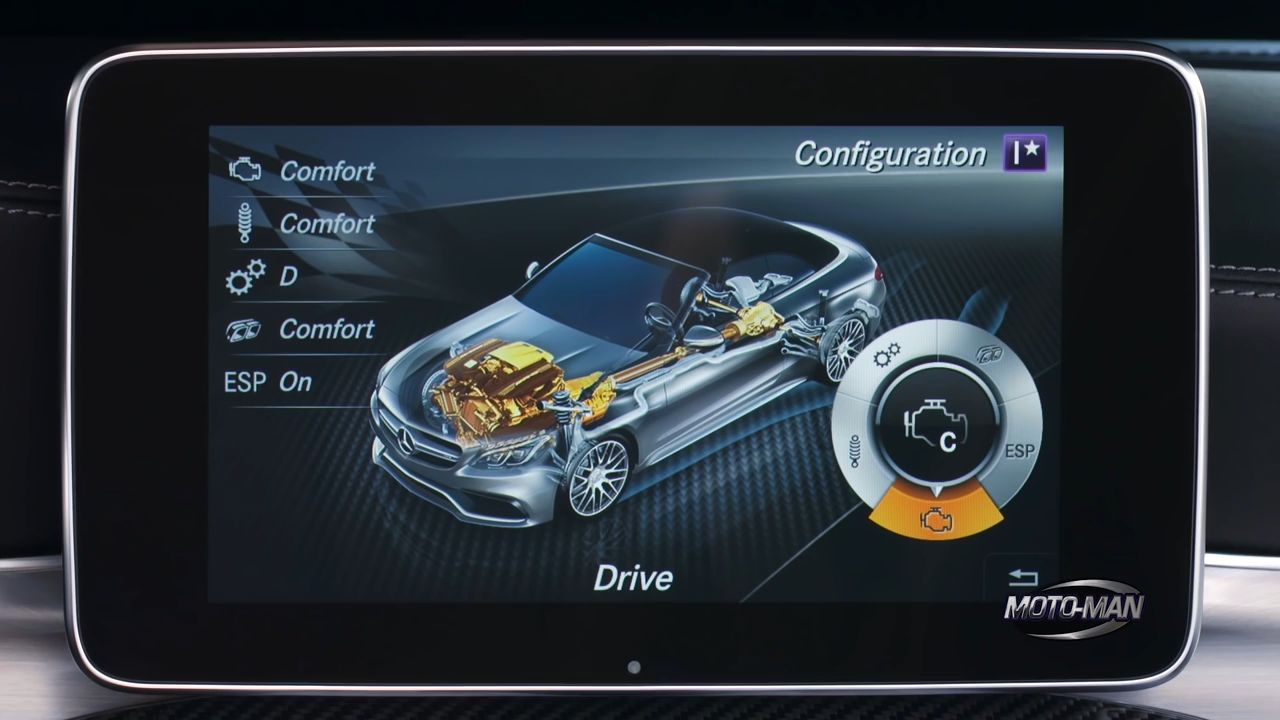 Configuration
I★
Comfort
Comfort
D
Comfort
ESP On
C
ESP
Drive
MOTO-MAN